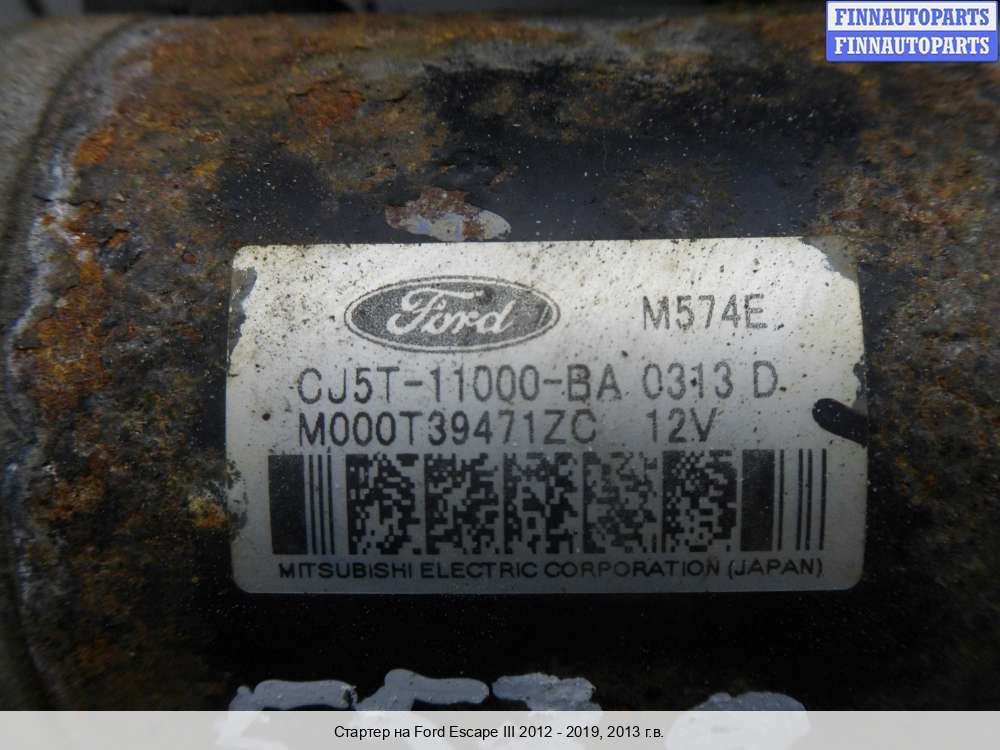 FINNAUTOPARTS
FINNAUTOPARTS
Ford M574E
CJ5T-11000-BA 0313 D
M000T39471ZC 12V
MITSUBISHI ELECTRIC CORPORATION (JAPAN)
Стартер на Ford Escape III 2012 - 2019, 2013 г.в.